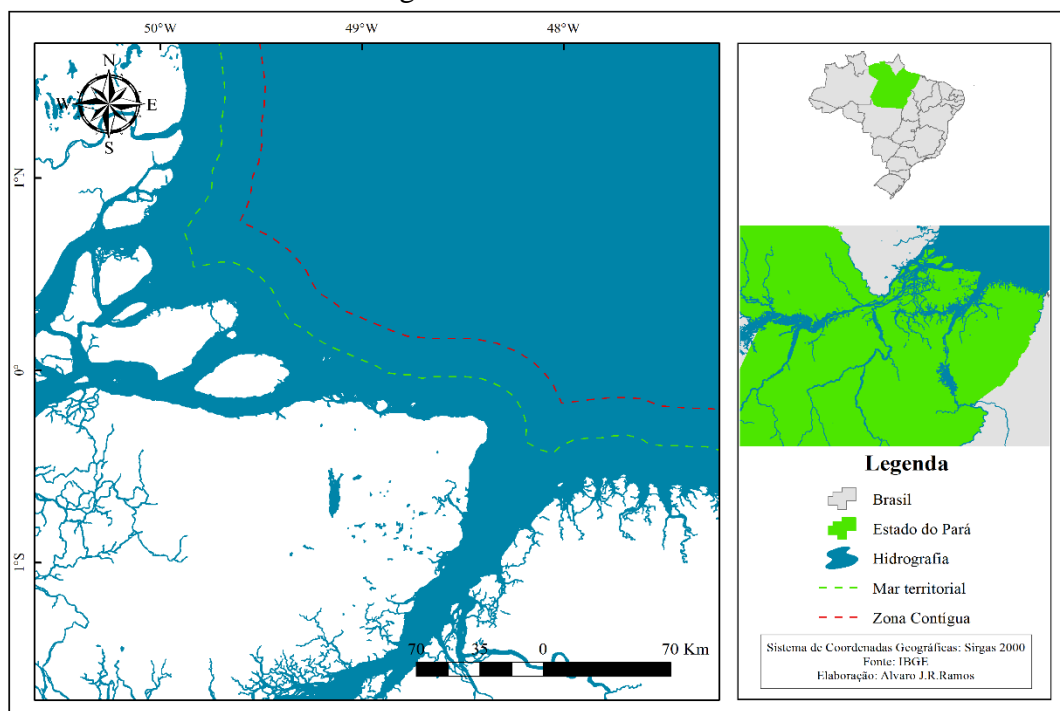 50°W 49°W 48°W
N
W E
S
1°N
0°
1°S
70 35 0 70 Km
Legenda
Brasil
Estado do Pará
Hidrografia
Mar territorial
Zona Contígua
Sistema de Coordenadas Geográficas: Sirgas 2000
Fonte: IBGE
Elaboração: Alvaro J.R.Ramos